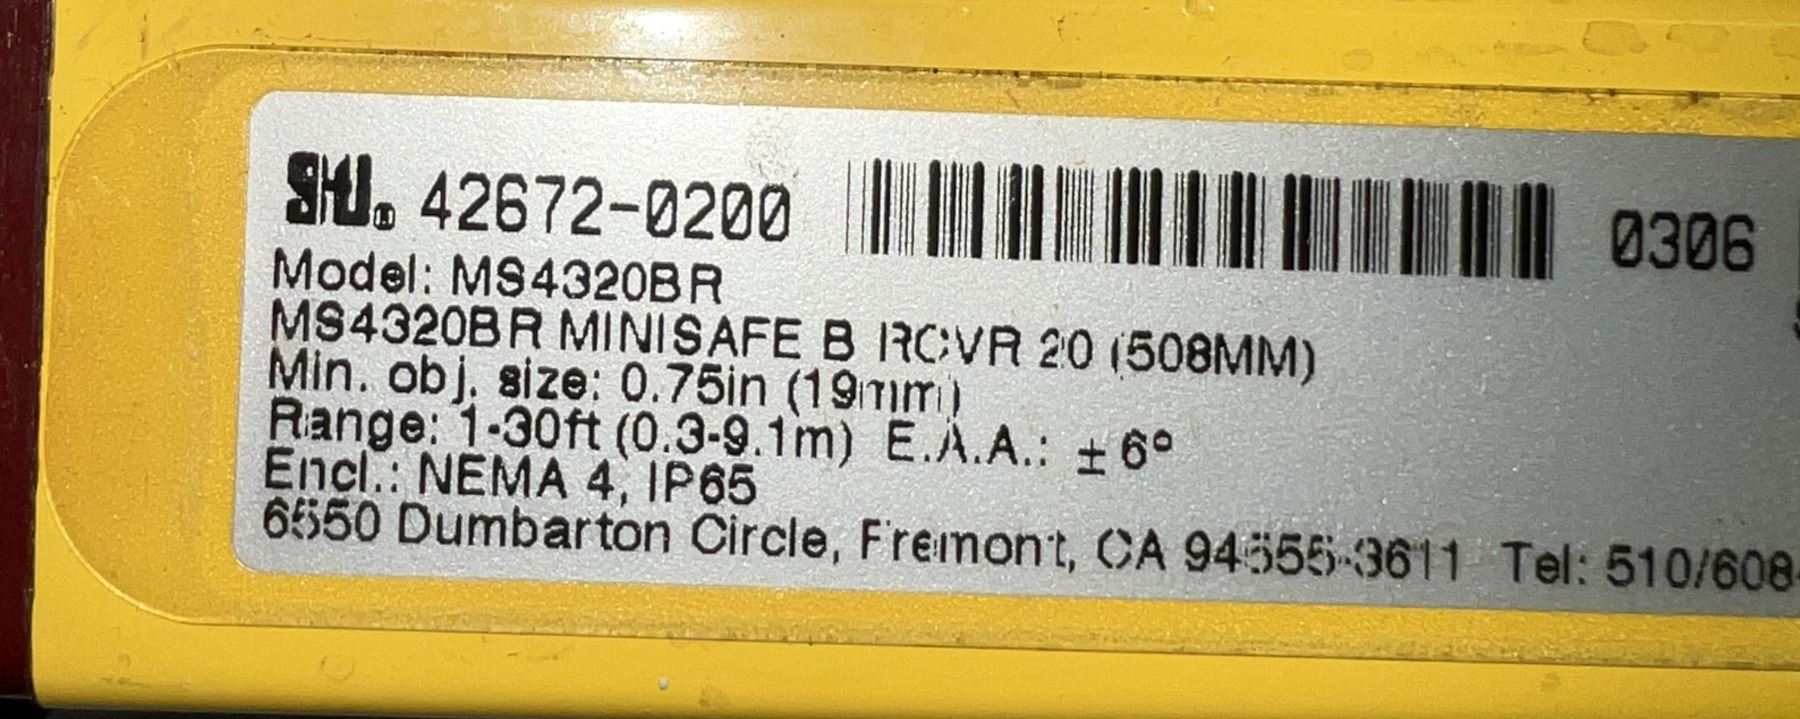 STI® 42672-0200 0306
Model: MS4320BR
MS4320BR MINISAFE B RCVR 20 (508MM)
Min. obj. size: 0.75in (19mm)
Range: 1-30ft (0.3-9.1m) E.A.A.: ± 6°
Encl.: NEMA 4, IP65
6550 Dumbarton Circle, Fremont, CA 94555-3611 Tel: 510/608-